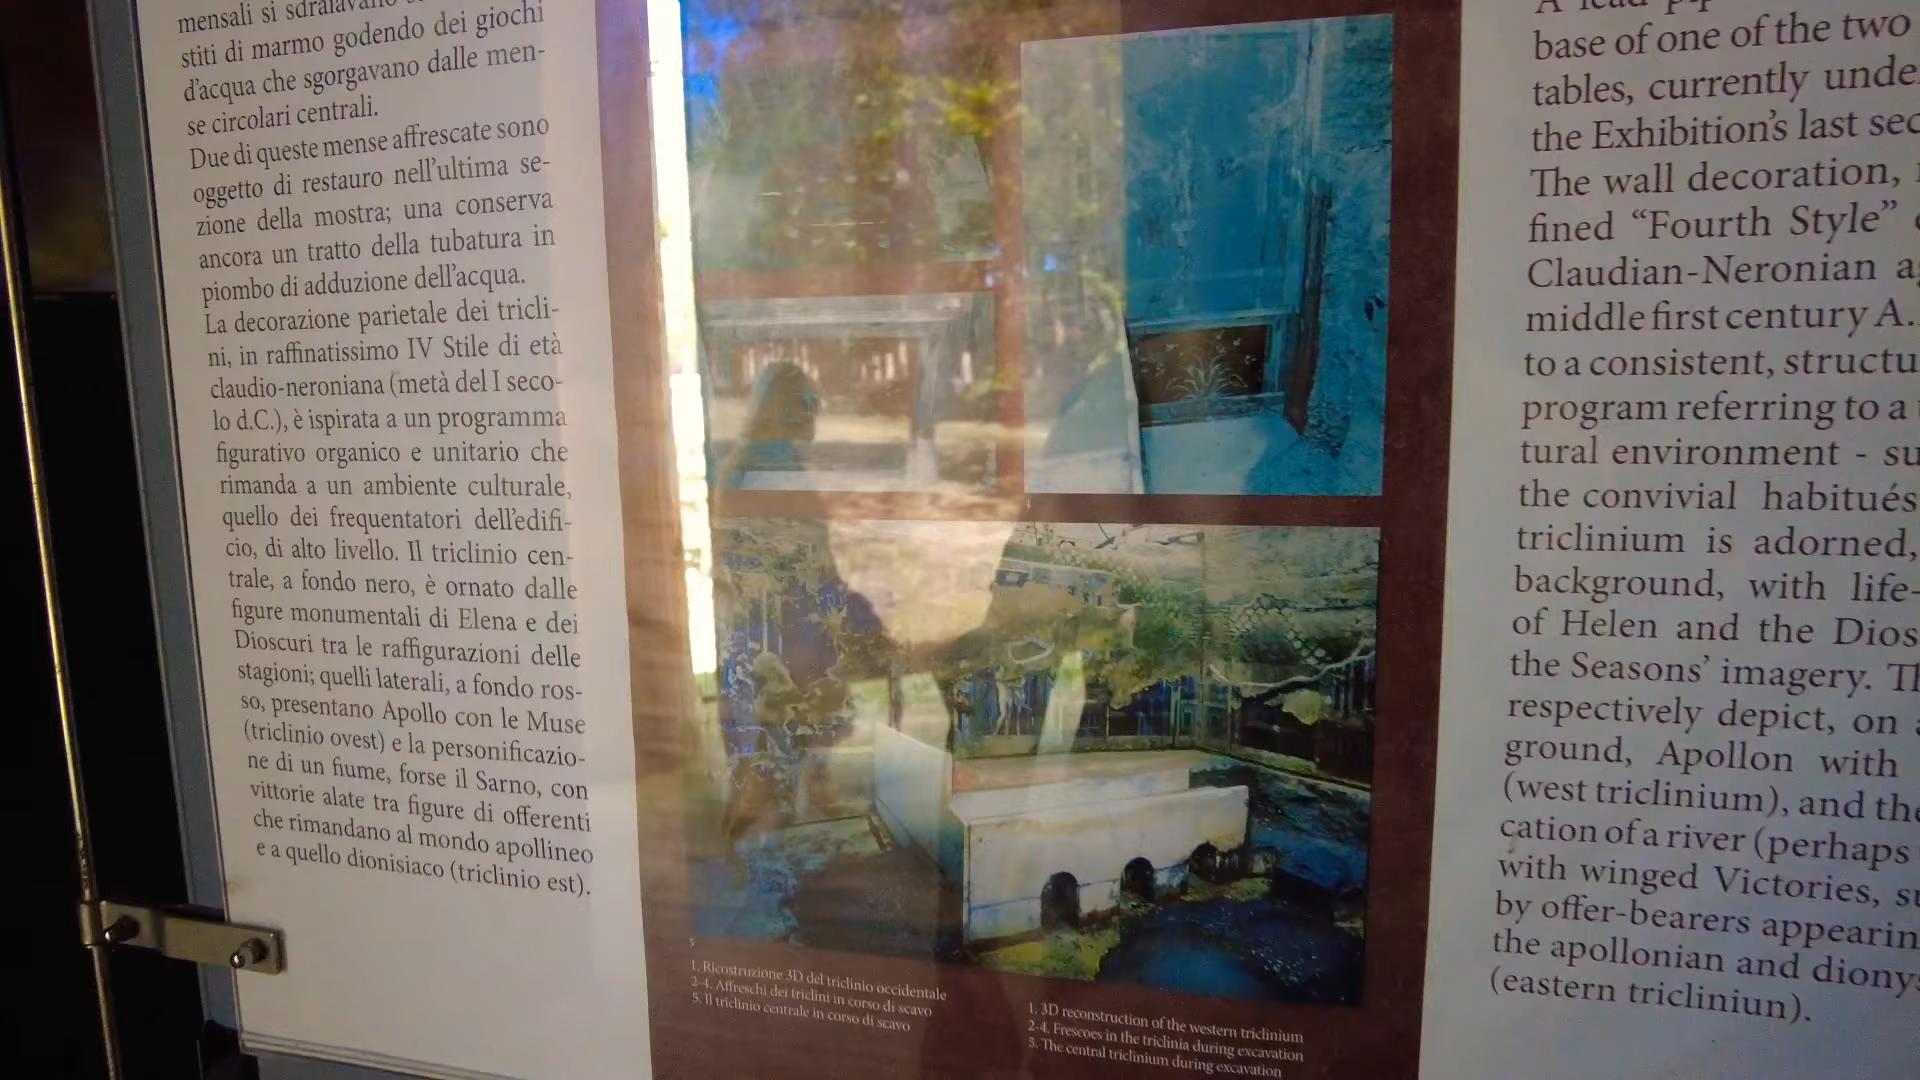 mensali si sdraiavano
stiti di marmo godendo dei giochi
d'acqua che sgorgavano dalle men-
se circolari centrali.
Due di queste mense affrescate sono
oggetto di restauro nell'ultima se-
zione della mostra; una conserva
ancora un tratto della tubatura in
piombo di adduzione dell'acqua.
La decorazione parietale dei tricli-
ni, in raffinatissimo IV Stile di età
claudio-neroniana (metà del I seco-
lo d.C.), è ispirata a un programma
figurativo organico e unitario che
rimanda a un ambiente culturale,
quello dei frequentatori dell'edifi-
cio, di alto livello. Il triclinio cen-
trale, a fondo nero, è ornato dalle
figure monumentali di Elena e dei
Dioscuri tra le raffigurazioni delle
stagioni; quelli laterali, a fondo ros-
so, presentano Apollo con le Muse
(triclinio ovest) e la personificazio-
ne di un fiume, forse il Sarno, con
vittorie alate tra figure di offerenti
che rimandano al mondo apollineo
e a quello dionisiaco (triclinio est).
5
1. Ricostruzione 3D del triclinio occidentale
2-4. Affreschi dei triclini in corso di scavo
5. Il triclinio centrale in corso di scavo
1. 3D reconstruction of the western triclinium
2-4. Frescoes in the triclinia during excavation
5. The central triclinium during excavation
A lead
base of one of the two
tables, currently unde
the Exhibition's last sec
The wall decoration,
fined "Fourth Style"
Claudian-Neronian a
middle first century A.
to a consistent, structu
program referring to a
tural environment - su
the convivial habitués
triclinium is adorned,
background, with life-
of Helen and the Dios
the Seasons' imagery. Th
respectively depict, on a
ground, Apollon with
(west triclinium), and the
cation of a river (perhaps
with winged Victories, su
by offer-bearers appearin
the apollonian and dionys
(eastern tricliniun).